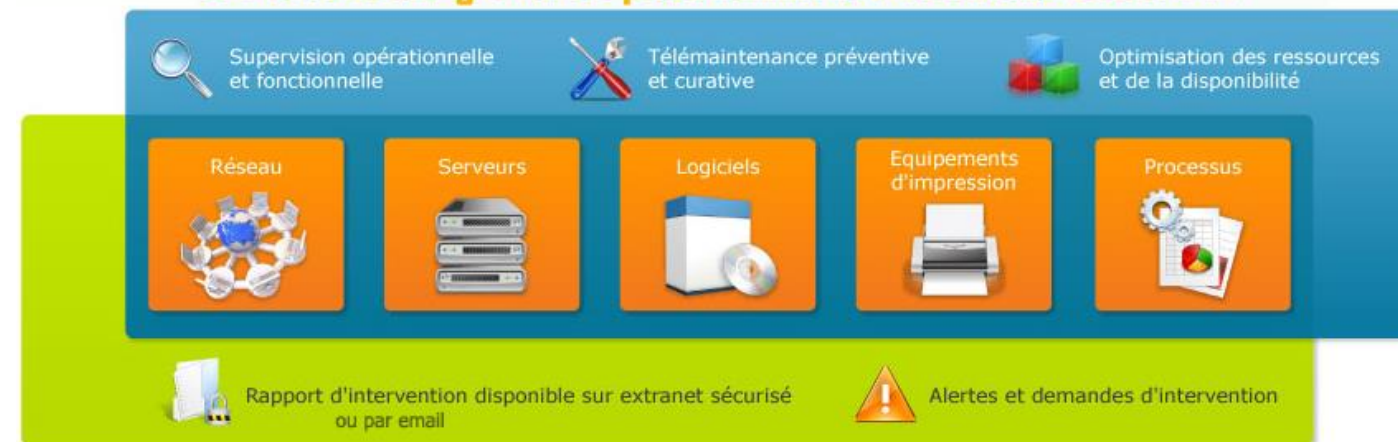 Supervision opérationnelle
et fonctionnelle
Télémaintenance préventive
et curative
Optimisation des ressources
et de la disponibilité
Réseau
Serveurs
Logiciels
Equipements
d'impression
Processus
Rapport d'intervention disponible sur extranet sécurisé
ou par email
Alertes et demandes d'intervention